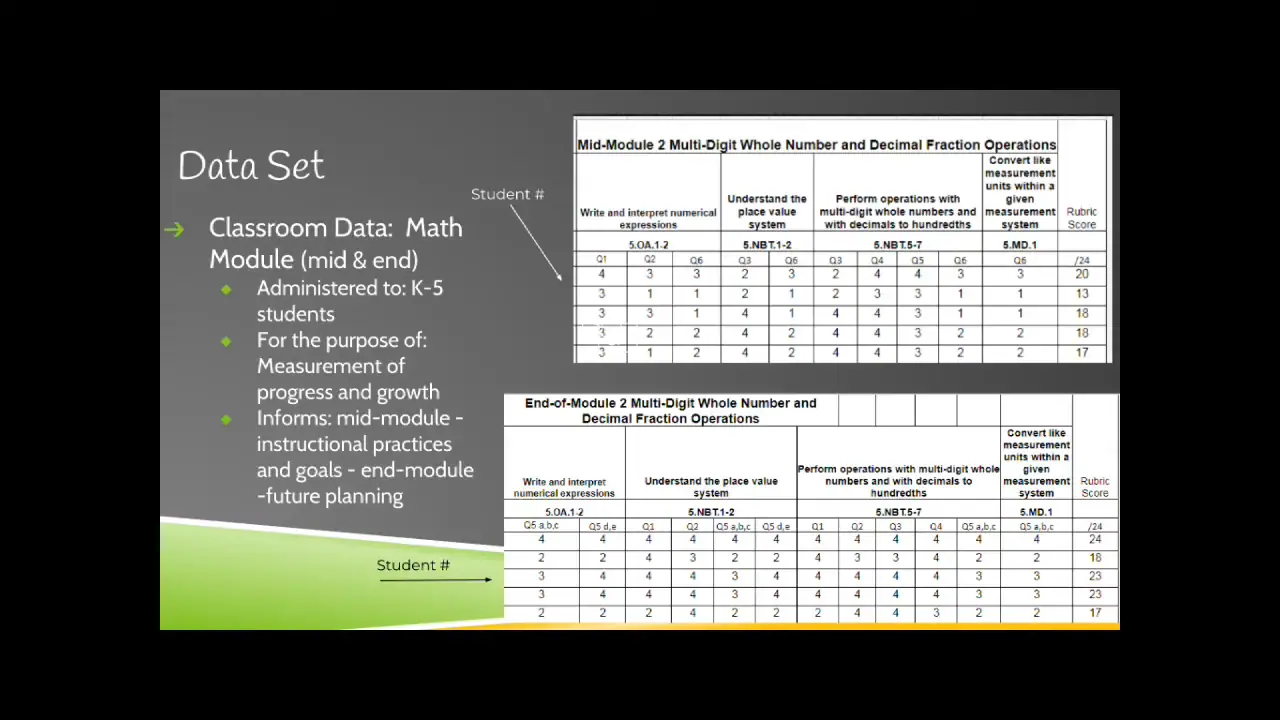 Data Set
→ Classroom Data: Math
Module (mid & end)
◆ Administered to: K-5
students
◆ For the purpose of:
Measurement of
progress and growth
◆ Informs: mid-module -
instructional practices
and goals - end-module
-future planning
Student #
Mid-Module 2 Multi-Digit Whole Number and Decimal Fraction Operations
Write and interpret numerical
expressions
Understand the
place value
system
Perform operations with
multi-digit whole numbers and
with decimals to hundredths
Convert like
measurement
units within a
given
measurement
system
Rubric
Score
5.OA.1-2 5.NBT.1-2 5.NBT.5-7 5.MD.1
Q1 Q2 Q6 Q3 Q6 Q3 Q4 Q5 Q6 Q6 /24
4 3 3 2 3 2 4 4 3 3 20
3 1 1 2 1 2 3 3 1 1 13
3 3 1 4 1 4 4 3 1 1 18
3 2 2 4 2 4 4 3 2 2 18
3 1 2 4 2 4 4 3 2 2 17
Student #
End-of-Module 2 Multi-Digit Whole Number and
Decimal Fraction Operations
Write and interpret
numerical expressions
Understand the place value
system
Perform operations with multi-digit whole
numbers and with decimals to
hundredths
Convert like
measurement
units within a
given
measurement
system
Rubric
Score
5.OA.1-2 5.NBT.1-2 5.NBT.5-7 5.MD.1
Q5 a,b,c Q5 d,e Q1 Q2 Q5 a,b,c Q5 d,e Q1 Q2 Q3 Q4 Q5 a,b,c Q5 a,b,c /24
4 4 4 4 4 4 4 4 4 4 4 4 24
2 2 4 3 2 2 4 3 3 4 2 2 18
3 4 4 4 3 4 4 4 4 4 3 3 23
3 4 4 4 3 4 4 4 4 4 3 3 23
2 2 2 4 2 2 2 4 4 3 2 2 17